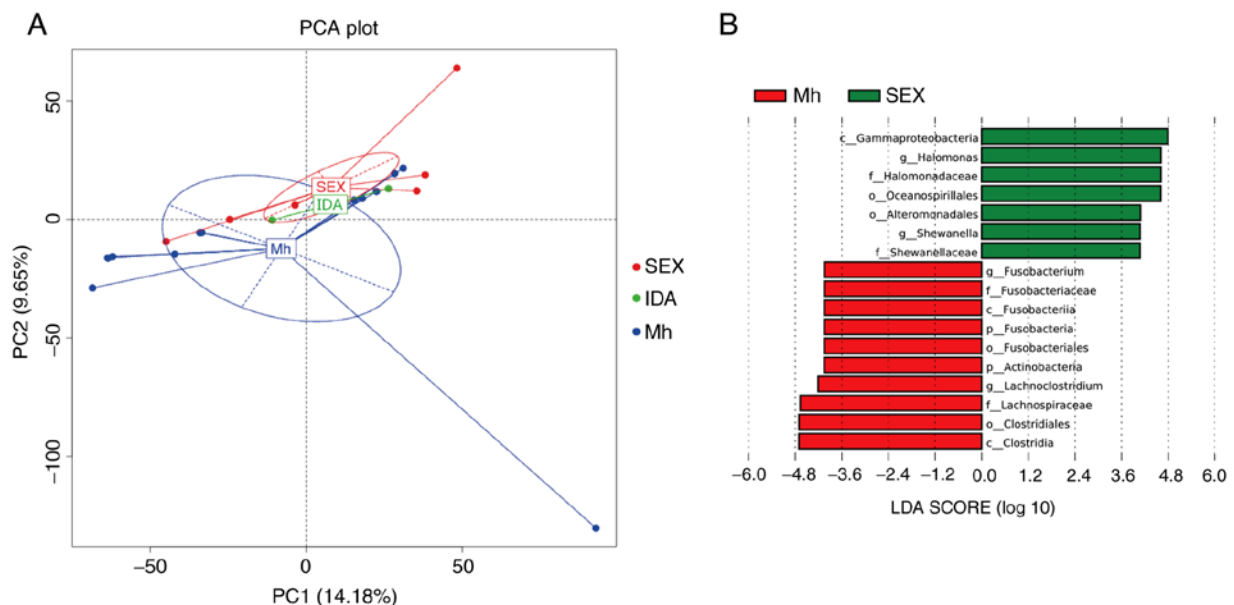 A
PCA plot
50
0
−50
−100
PC2 (9.65%)
SEX
IDA
Mh
−50
0
50
PC1 (14.18%)
SEX
IDA
Mh
B
Mh
SEX
c__Gammaproteobacteria
g__Halomonas
f__Halomonadaceae
o__Oceanospirillales
o__Alteromonadales
g__Shewanella
f__Shewanellaceae
g__Fusobacterium
f__Fusobacteriaceae
c__Fusobacteriia
p__Fusobacteria
o__Fusobacteriales
p__Actinobacteria
g__Lachnoclostridium
f__Lachnospiraceae
o__Clostridiales
c__Clostridia
−6.0 −4.8 −3.6 −2.4 −1.2 0.0 1.2 2.4 3.6 4.8 6.0
LDA SCORE (log 10)